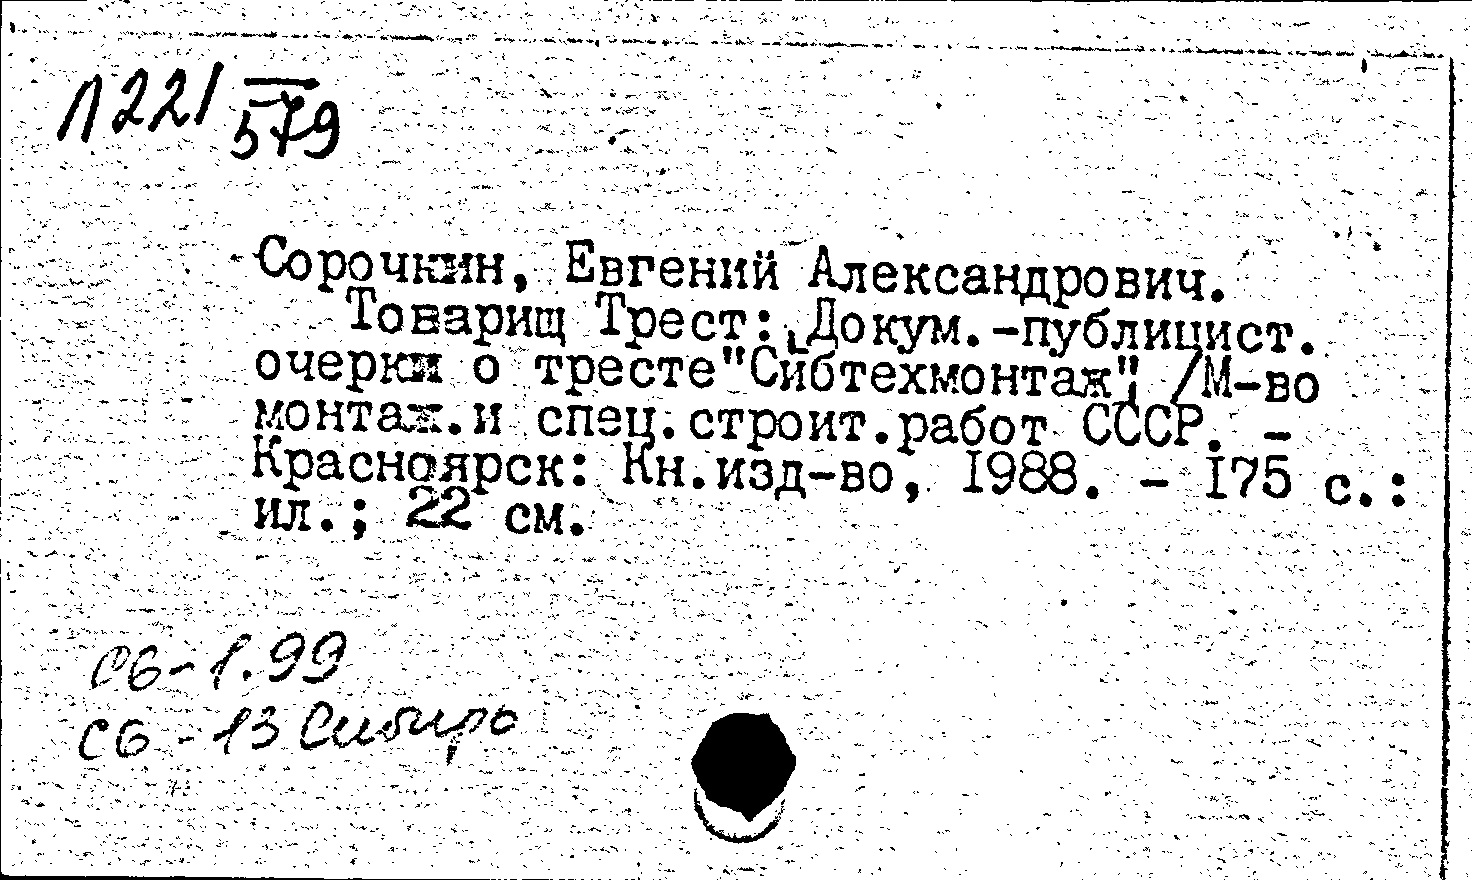 Л221
579
Сорочкин, Евгений Александрович.
Товарищ Трест: [Докум.-публицист.
очерки о тресте"Сибтехмонтаж"] /М-во
монтаж.и спец.строит.работ СССР. -
Красноярск: Кн.изд-во, 1988. - 175 с.:
ил.; 22 см.
Сб-1.99
Сб-13 Сибирь